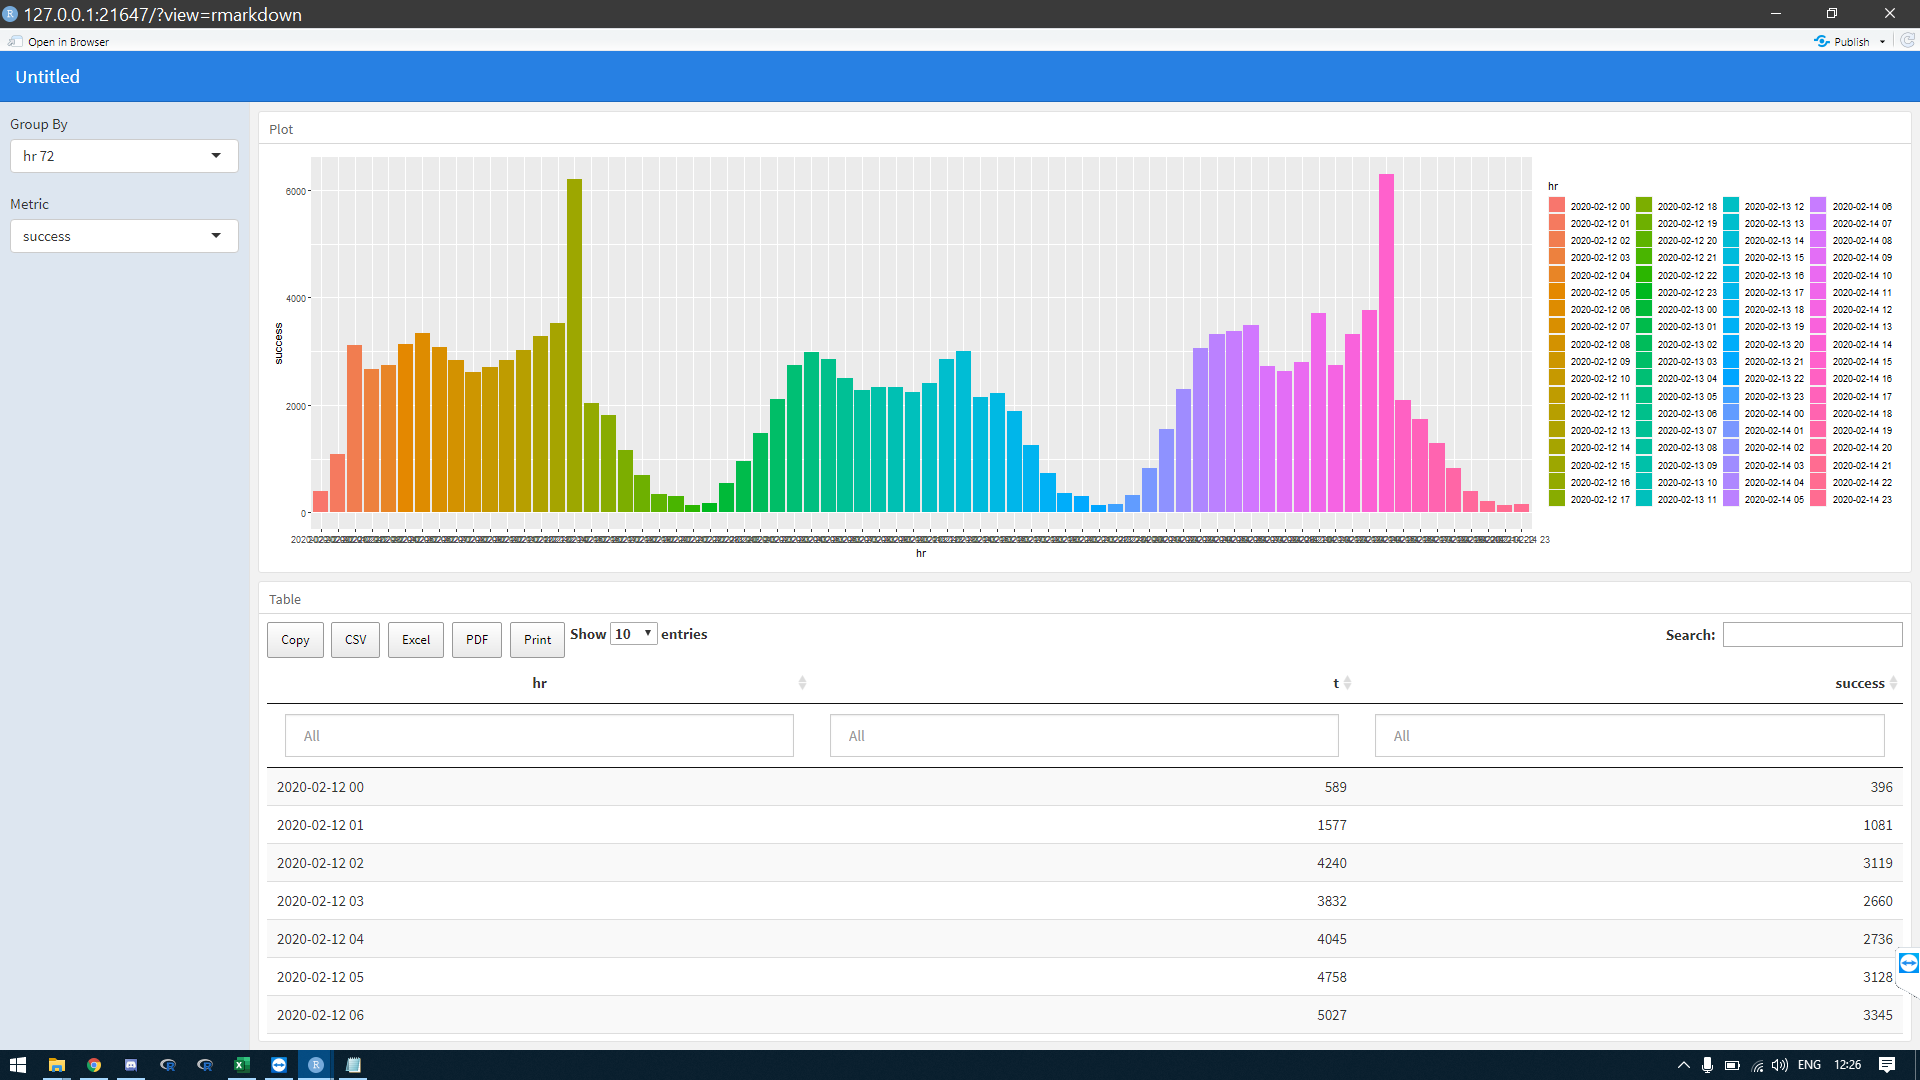 127.0.0.1:21647/?view=rmarkdown
Open in Browser
Publish
Untitled
Group By
hr 72
Metric
success
Plot
6000
4000
2000
0
success
hr
hr
2020-02-12 00 2020-02-12 18 2020-02-13 12 2020-02-14 06
2020-02-12 01 2020-02-12 19 2020-02-13 13 2020-02-14 07
2020-02-12 02 2020-02-12 20 2020-02-13 14 2020-02-14 08
2020-02-12 03 2020-02-12 21 2020-02-13 15 2020-02-14 09
2020-02-12 04 2020-02-12 22 2020-02-13 16 2020-02-14 10
2020-02-12 05 2020-02-12 23 2020-02-13 17 2020-02-14 11
2020-02-12 06 2020-02-13 00 2020-02-13 18 2020-02-14 12
2020-02-12 07 2020-02-13 01 2020-02-13 19 2020-02-14 13
2020-02-12 08 2020-02-13 02 2020-02-13 20 2020-02-14 14
2020-02-12 09 2020-02-13 03 2020-02-13 21 2020-02-14 15
2020-02-12 10 2020-02-13 04 2020-02-13 22 2020-02-14 16
2020-02-12 11 2020-02-13 05 2020-02-13 23 2020-02-14 17
2020-02-12 12 2020-02-13 06 2020-02-14 00 2020-02-14 18
2020-02-12 13 2020-02-13 07 2020-02-14 01 2020-02-14 19
2020-02-12 14 2020-02-13 08 2020-02-14 02 2020-02-14 20
2020-02-12 15 2020-02-13 09 2020-02-14 03 2020-02-14 21
2020-02-12 16 2020-02-13 10 2020-02-14 04 2020-02-14 22
2020-02-12 17 2020-02-13 11 2020-02-14 05 2020-02-14 23
Table
Copy CSV Excel PDF Print Show 10 entries Search:
hr t success
All All All
2020-02-12 00 589 396
2020-02-12 01 1577 1081
2020-02-12 02 4240 3119
2020-02-12 03 3832 2660
2020-02-12 04 4045 2736
2020-02-12 05 4758 3128
2020-02-12 06 5027 3345
ENG 12:26